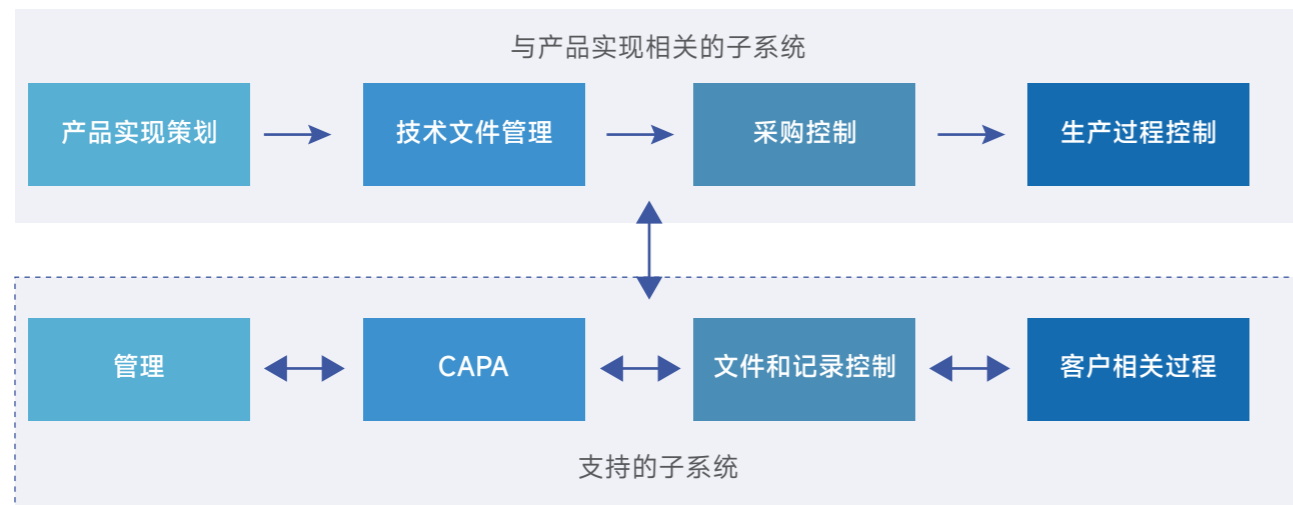 与产品实现相关的子系统
产品实现策划
技术文件管理
采购控制
生产过程控制
管理
CAPA
文件和记录控制
客户相关过程
支持的子系统